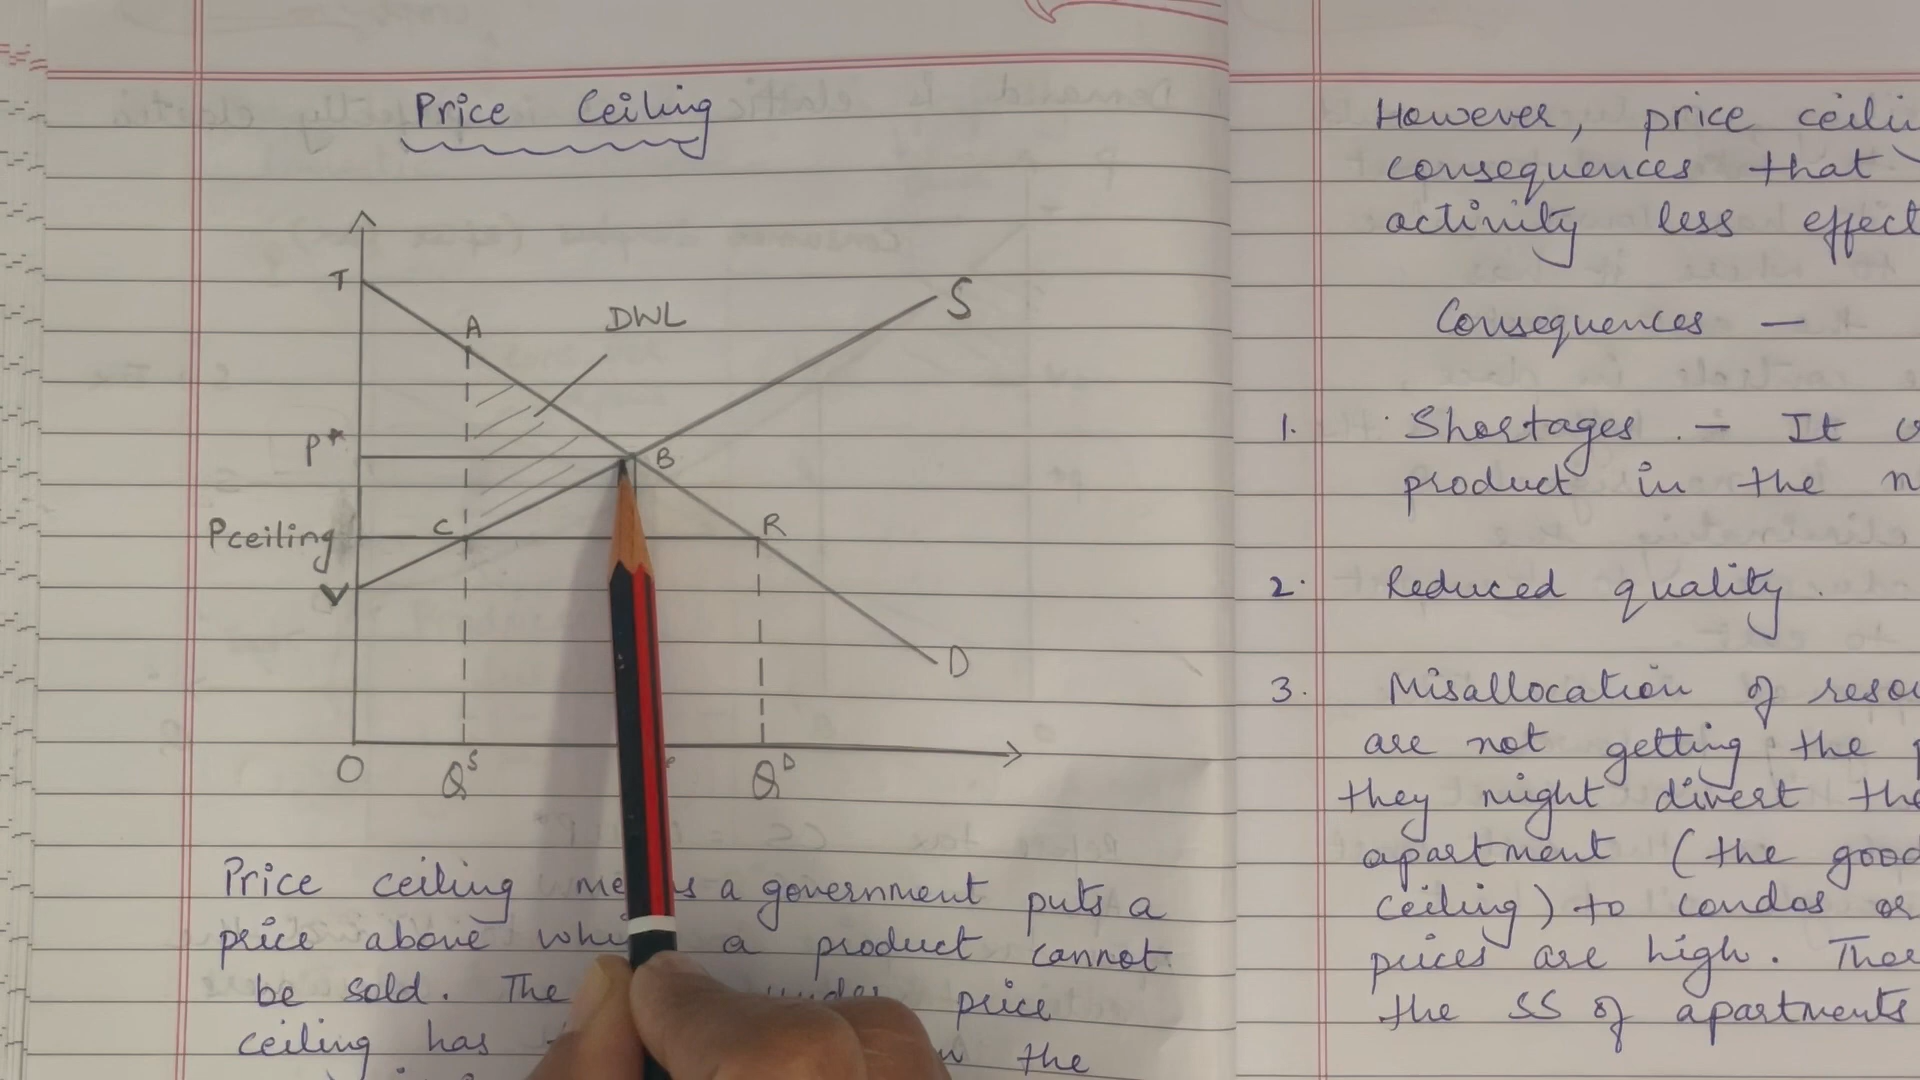 Price Ceiling
T
A
DWL
S
P*
B
Pceiling
C
R
V
D
O
Q^S
Q^D
Price ceiling a government puts a
price above a product cannot
be sold. The price
ceiling has the
However, price
consequences that
activity less
Consequences —
1. Shortages - It
product in the
2. Reduced quality.
3. Misallocation of
are not getting the
they might divert
apartment (the
ceiling) to condos or
prices are high.
the SS of apartments